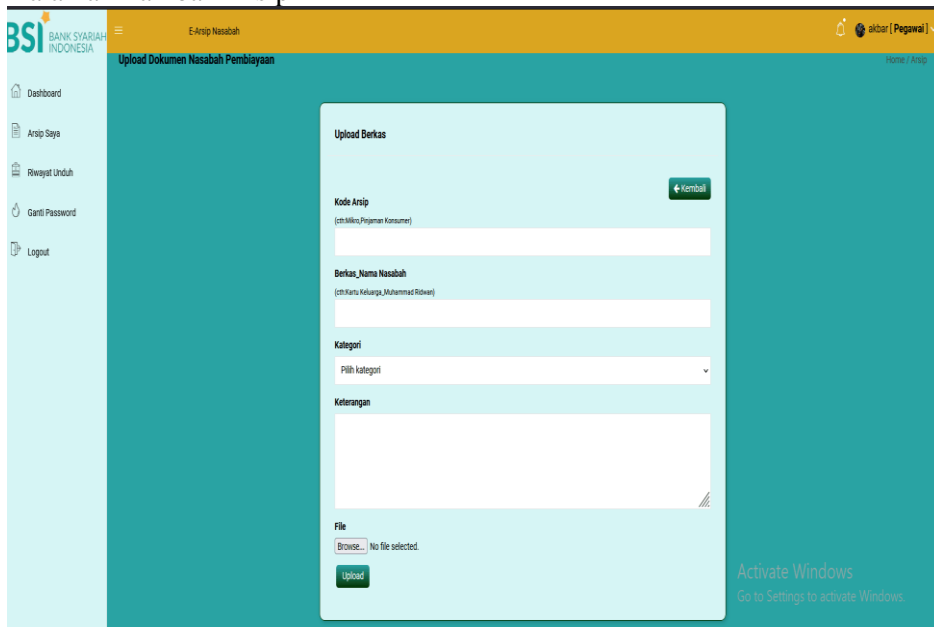 BSI BANK SYARIAH
INDONESIA
E-Arsip Nasabah
akbar [ Pegawai ]
Upload Dokumen Nasabah Pembiayaan
Home / Arsip
Dashboard
Arsip Saya
Riwayat Unduh
Ganti Password
Logout
Upload Berkas
Kembali
Kode Arsip
(cth:Mikro,Pinjaman Konsumer)
Berkas_Nama Nasabah
(cth:Kartu Keluarga_Muhammad Ridwan)
Kategori
Pilih kategori
Keterangan
File
Browse... No file selected.
Upload
Activate Windows
Go to Settings to activate Windows.